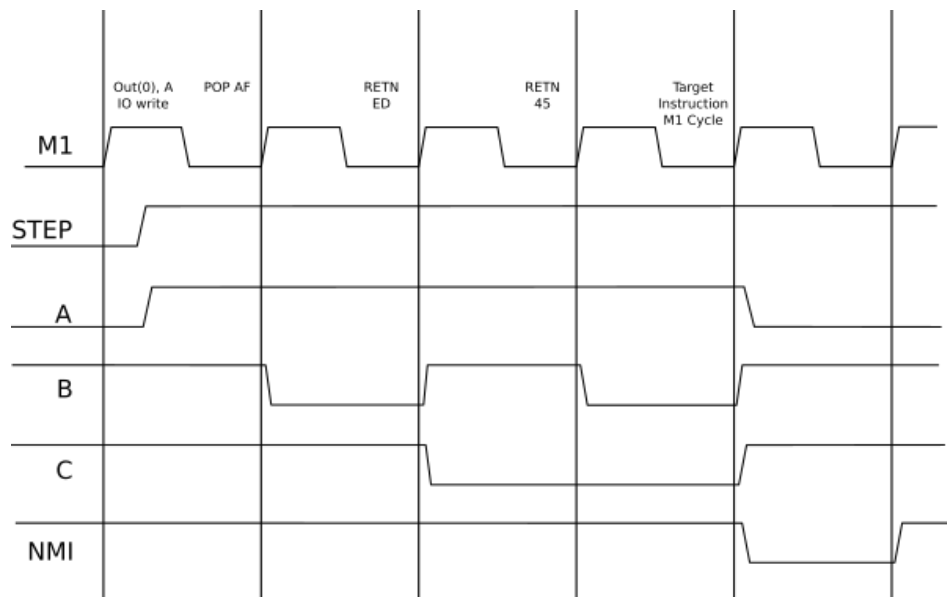 Out(0), A
IO write
POP AF
RETN
ED
RETN
45
Target
Instruction
M1 Cycle
M1
STEP
A
B
C
NMI